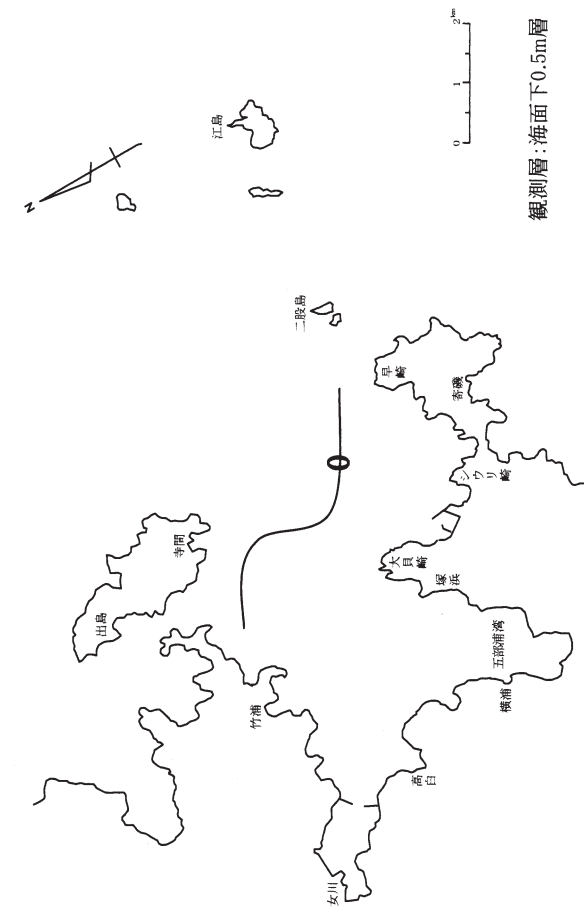 N
江島
0 1 2 km
観測層:海面下0.5m層
二股島
早崎
寄磯
0
シウリ崎
寺間
大貝崎
塚浜
出島
五部浦湾
横浦
竹浦
高白
女川